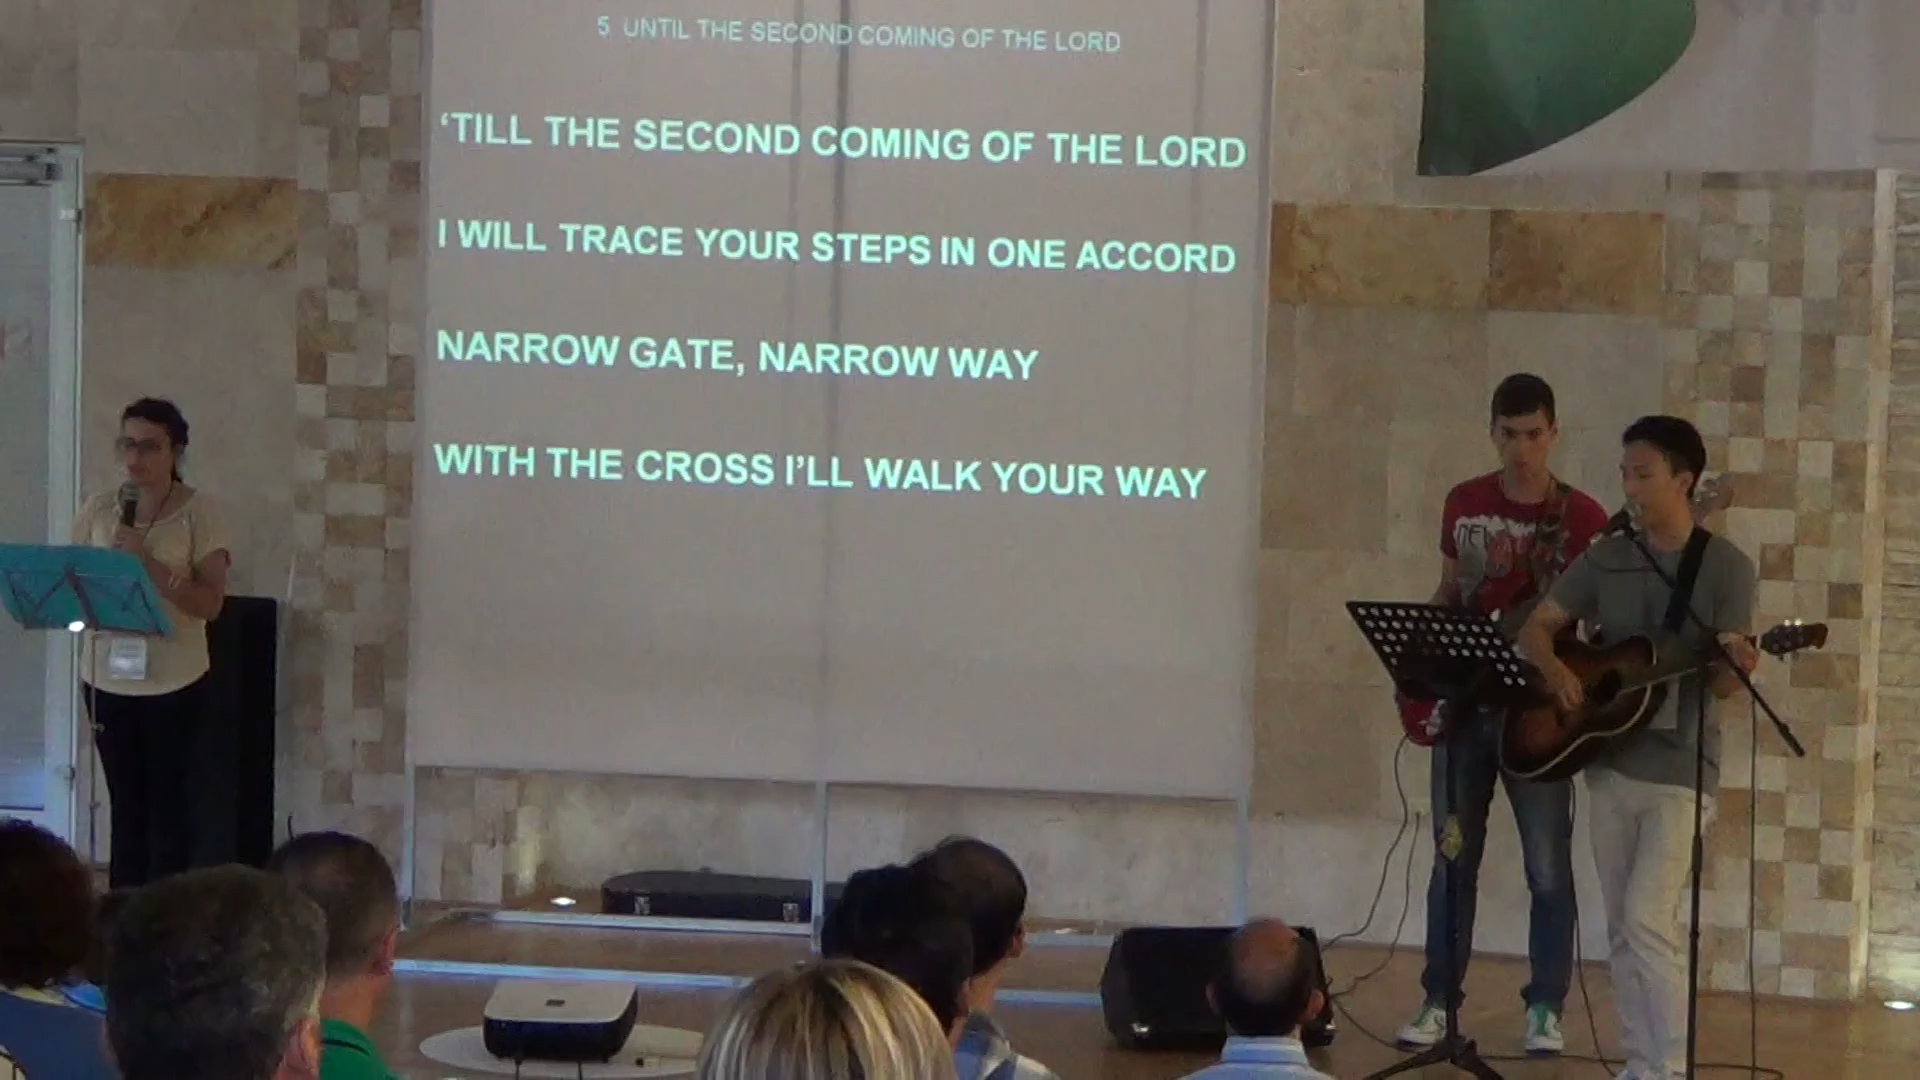 5 UNTIL THE SECOND COMING OF THE LORD
‘TILL THE SECOND COMING OF THE LORD
I WILL TRACE YOUR STEPS IN ONE ACCORD
NARROW GATE, NARROW WAY
WITH THE CROSS I’LL WALK YOUR WAY